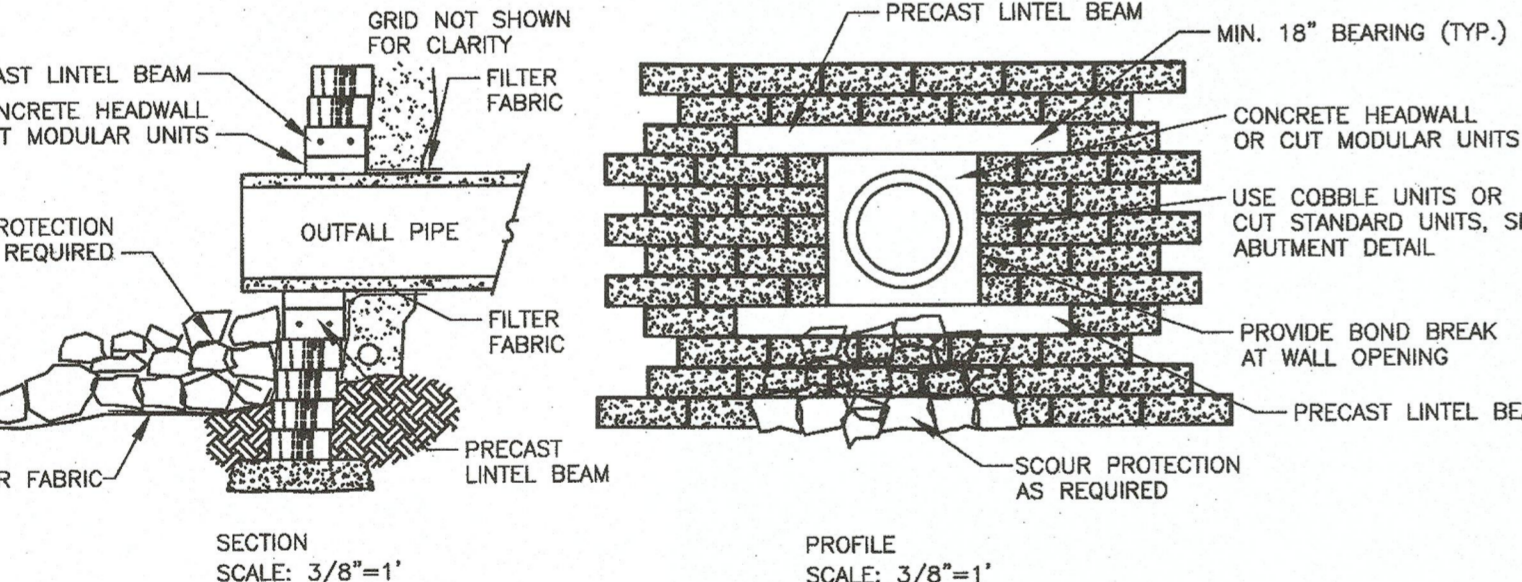 GRID NOT SHOWN
FOR CLARITY
AST LINTEL BEAM
FILTER
FABRIC
NCRETE HEADWALL
T MODULAR UNITS
OUTFALL PIPE
ROTECTION
REQUIRED
FILTER
FABRIC
PRECAST
LINTEL BEAM
R FABRIC
SECTION
SCALE: 3/8"=1'
PRECAST LINTEL BEAM
MIN. 18" BEARING (TYP.)
CONCRETE HEADWALL
OR CUT MODULAR UNITS
USE COBBLE UNITS OR
CUT STANDARD UNITS, S
ABUTMENT DETAIL
PROVIDE BOND BREAK
AT WALL OPENING
PRECAST LINTEL BE
SCOUR PROTECTION
AS REQUIRED
PROFILE
SCALE: 3/8"=1'